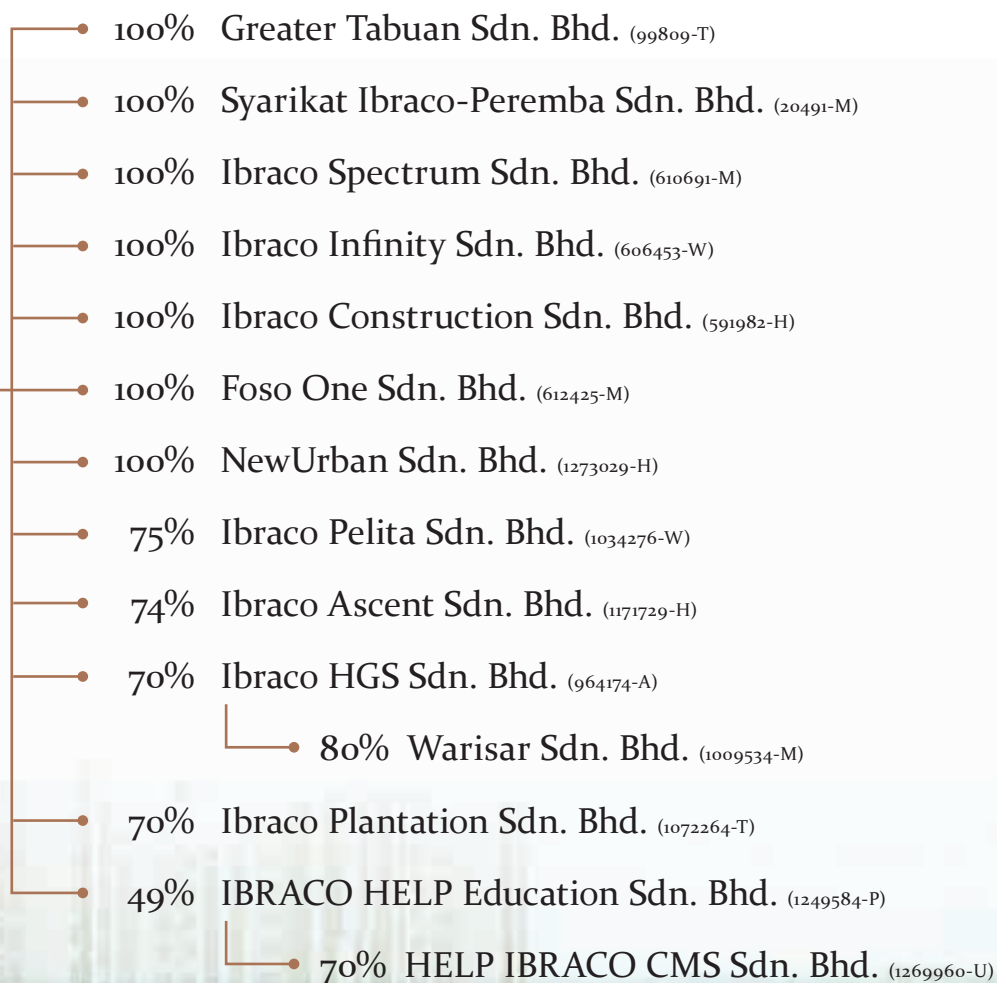 100% Greater Tabuan Sdn. Bhd. (99809-T)
100% Syarikat Ibraco-Peremba Sdn. Bhd. (20491-M)
100% Ibraco Spectrum Sdn. Bhd. (610691-M)
100% Ibraco Infinity Sdn. Bhd. (606453-W)
100% Ibraco Construction Sdn. Bhd. (591982-H)
100% Foso One Sdn. Bhd. (612425-M)
100% NewUrban Sdn. Bhd. (1273029-H)
75% Ibraco Pelita Sdn. Bhd. (1034276-W)
74% Ibraco Ascent Sdn. Bhd. (1171729-H)
70% Ibraco HGS Sdn. Bhd. (964174-A)
80% Warisar Sdn. Bhd. (1009534-M)
70% Ibraco Plantation Sdn. Bhd. (1072264-T)
49% IBRACO HELP Education Sdn. Bhd. (1249584-P)
70% HELP IBRACO CMS Sdn. Bhd. (1269960-U)